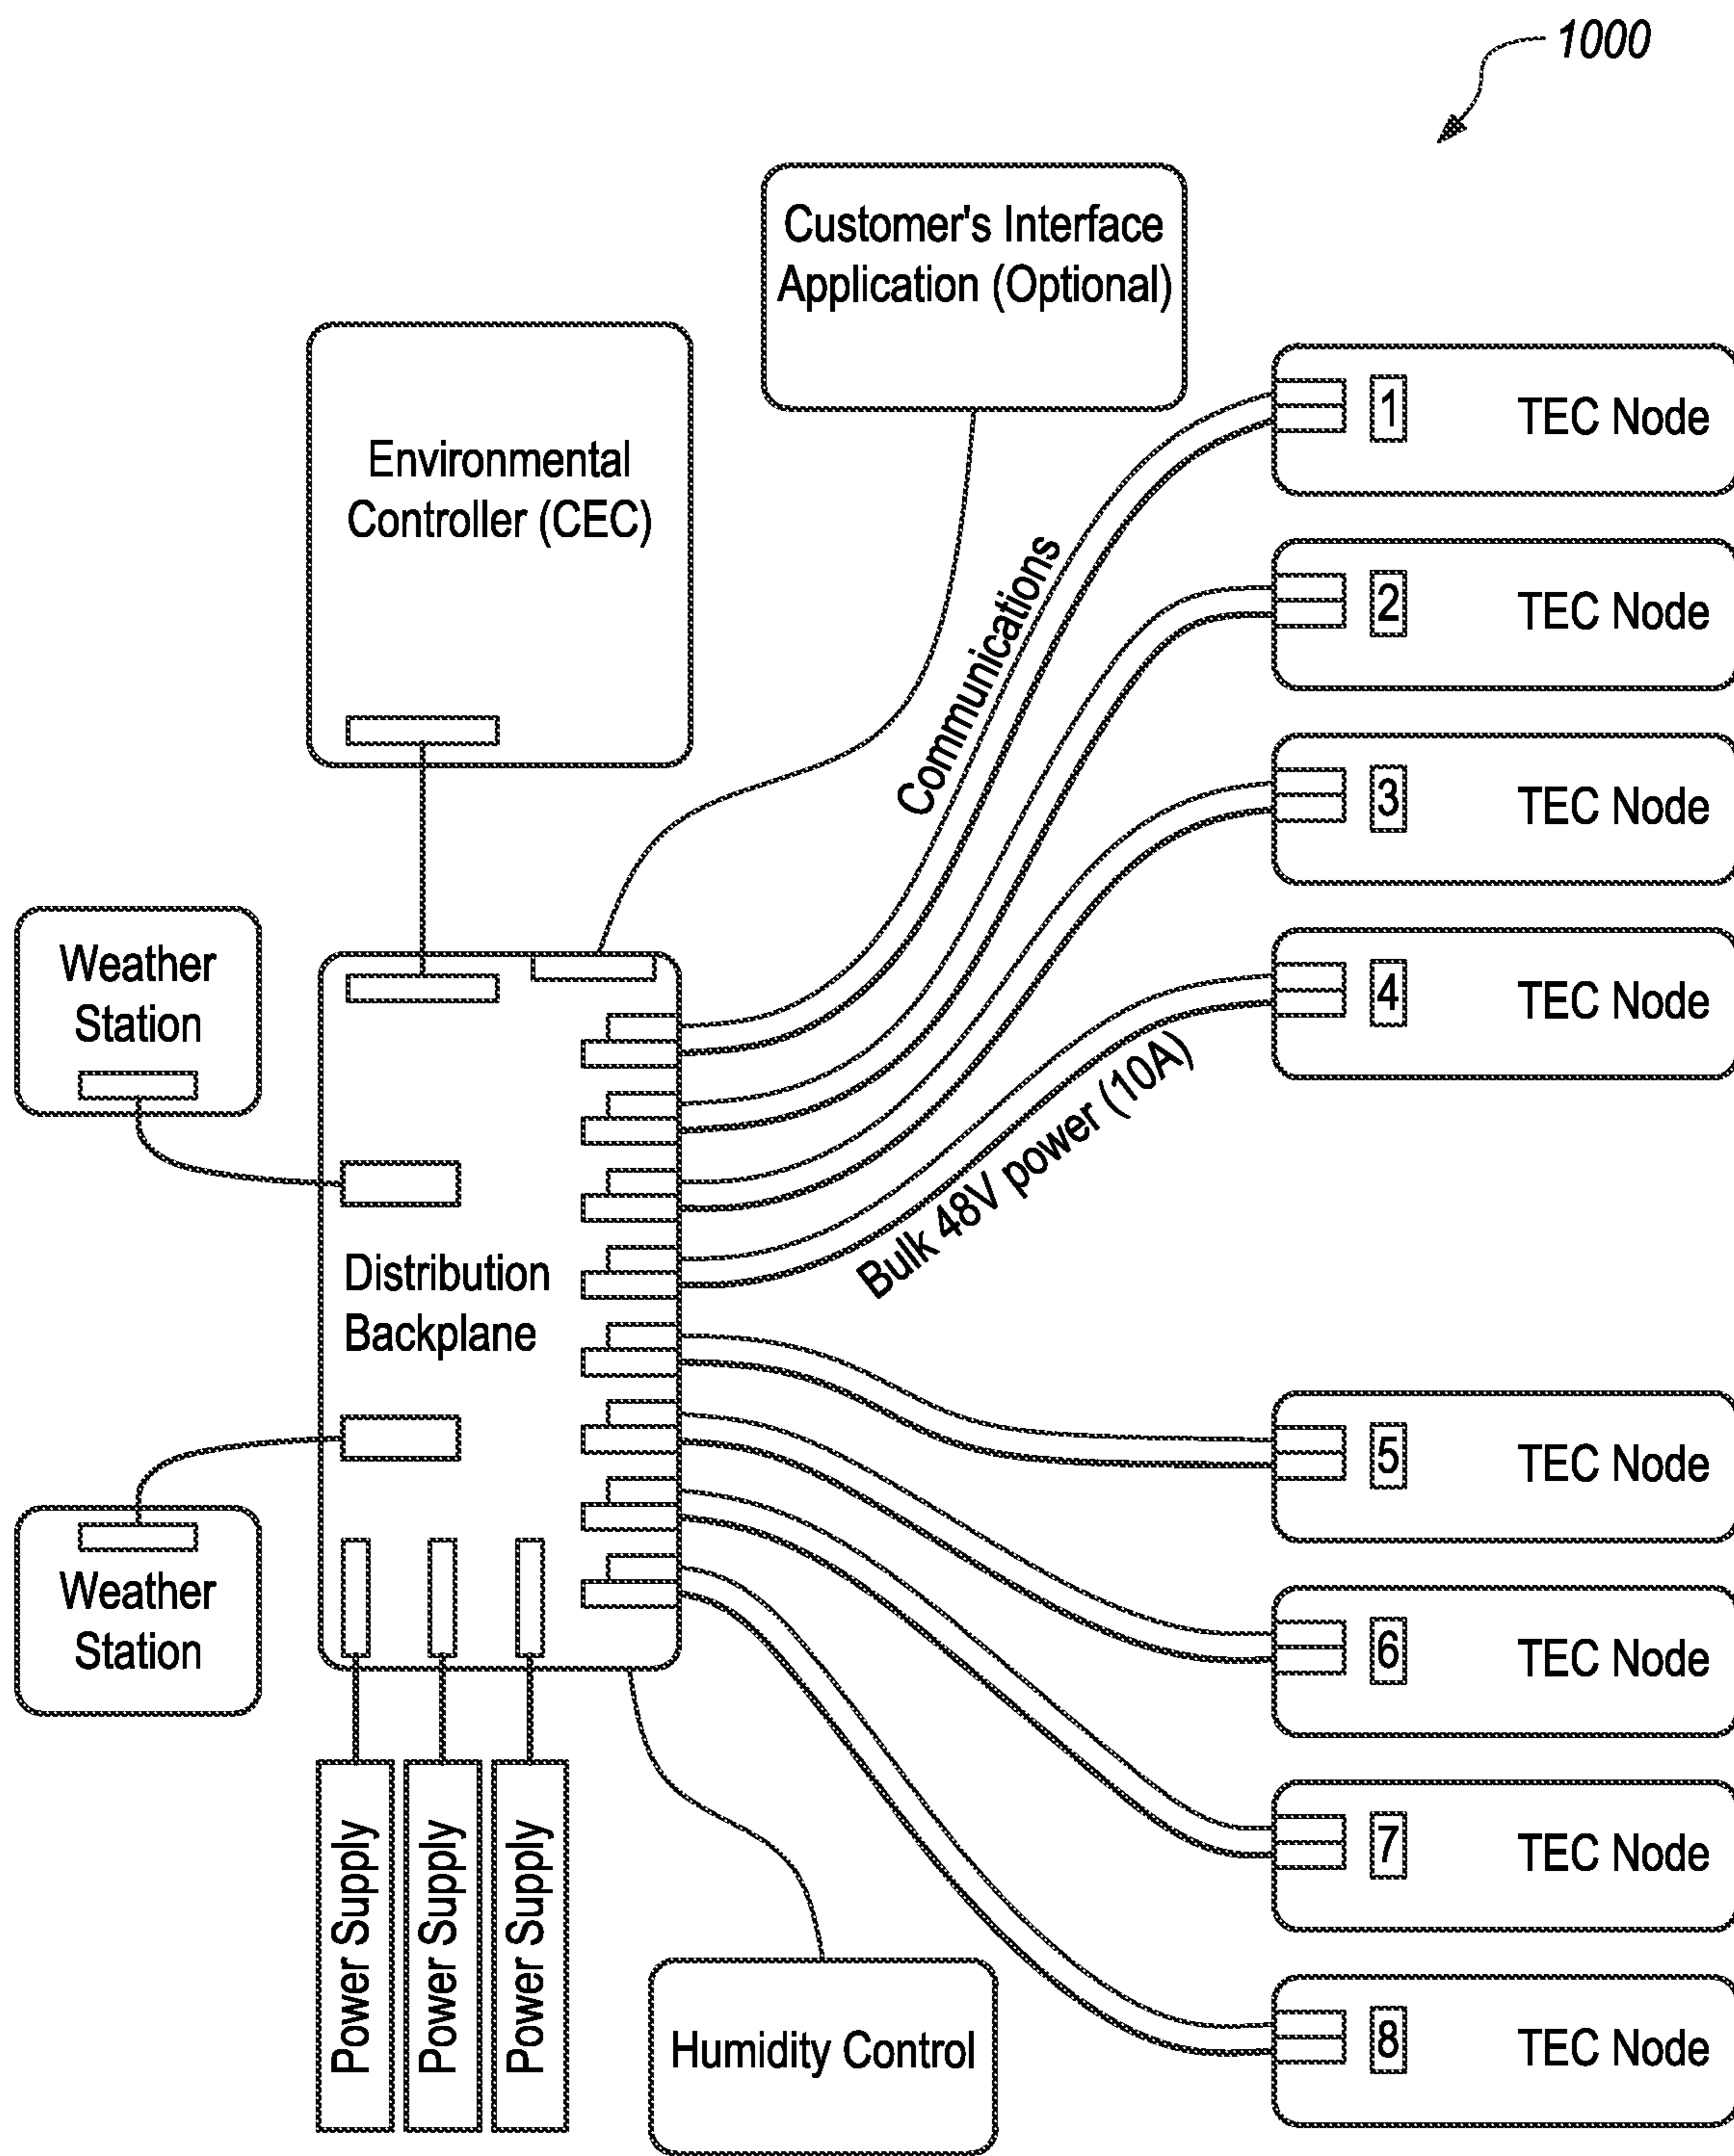 1000
Customer's Interface
Application (Optional)
Environmental
Controller (CEC)
1
TEC Node
2
TEC Node
Communications
3
TEC Node
Weather
Station
4
TEC Node
Bulk 48V power (10A)
Distribution
Backplane
5
TEC Node
Weather
Station
6
TEC Node
7
TEC Node
Power Supply
Power Supply
Power Supply
Humidity Control
8
TEC Node